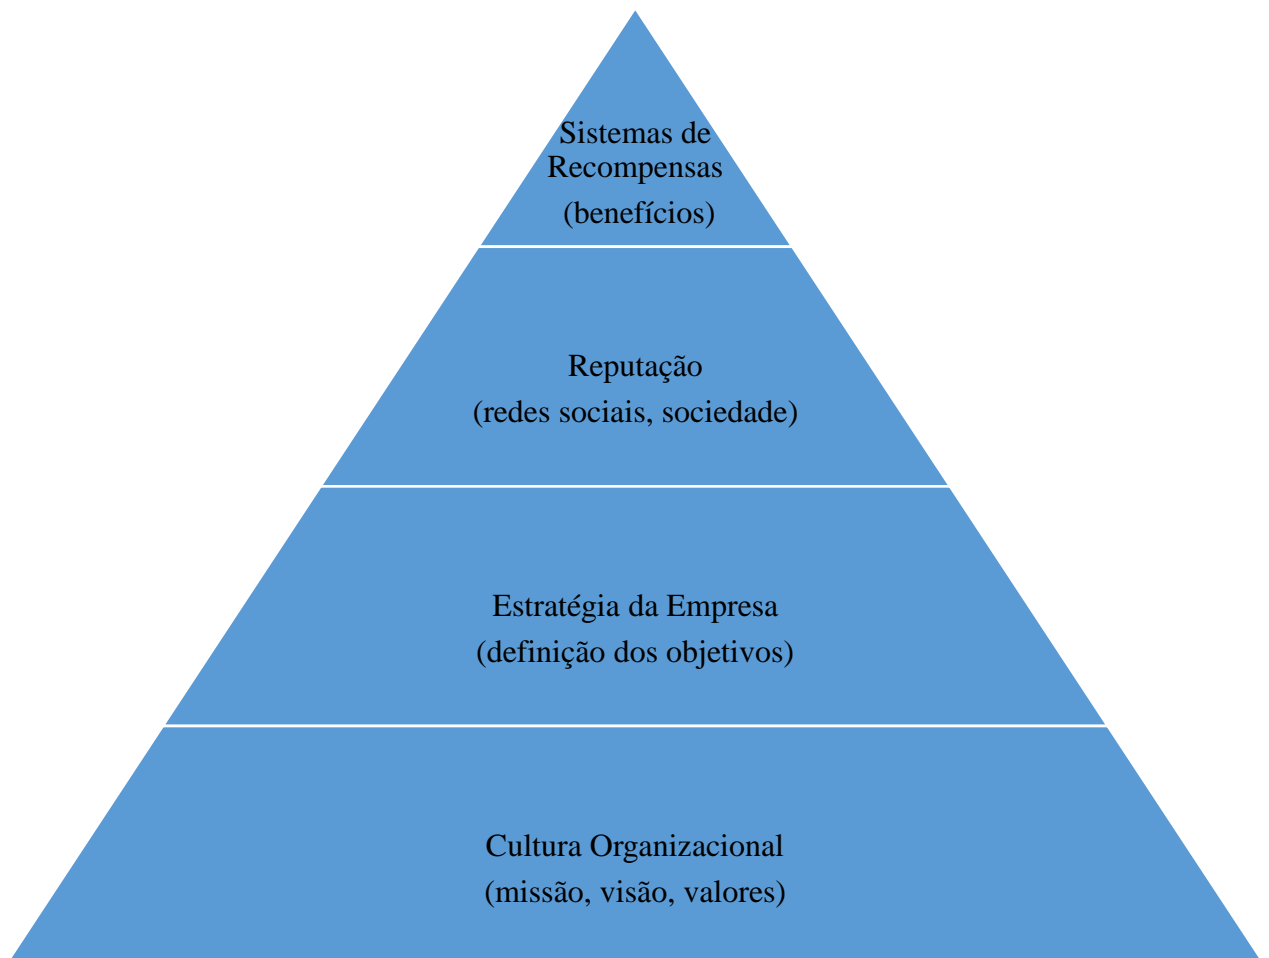 Sistemas de
Recompensas
(benefícios)
Reputação
(redes sociais, sociedade)
Estratégia da Empresa
(definição dos objetivos)
Cultura Organizacional
(missão, visão, valores)